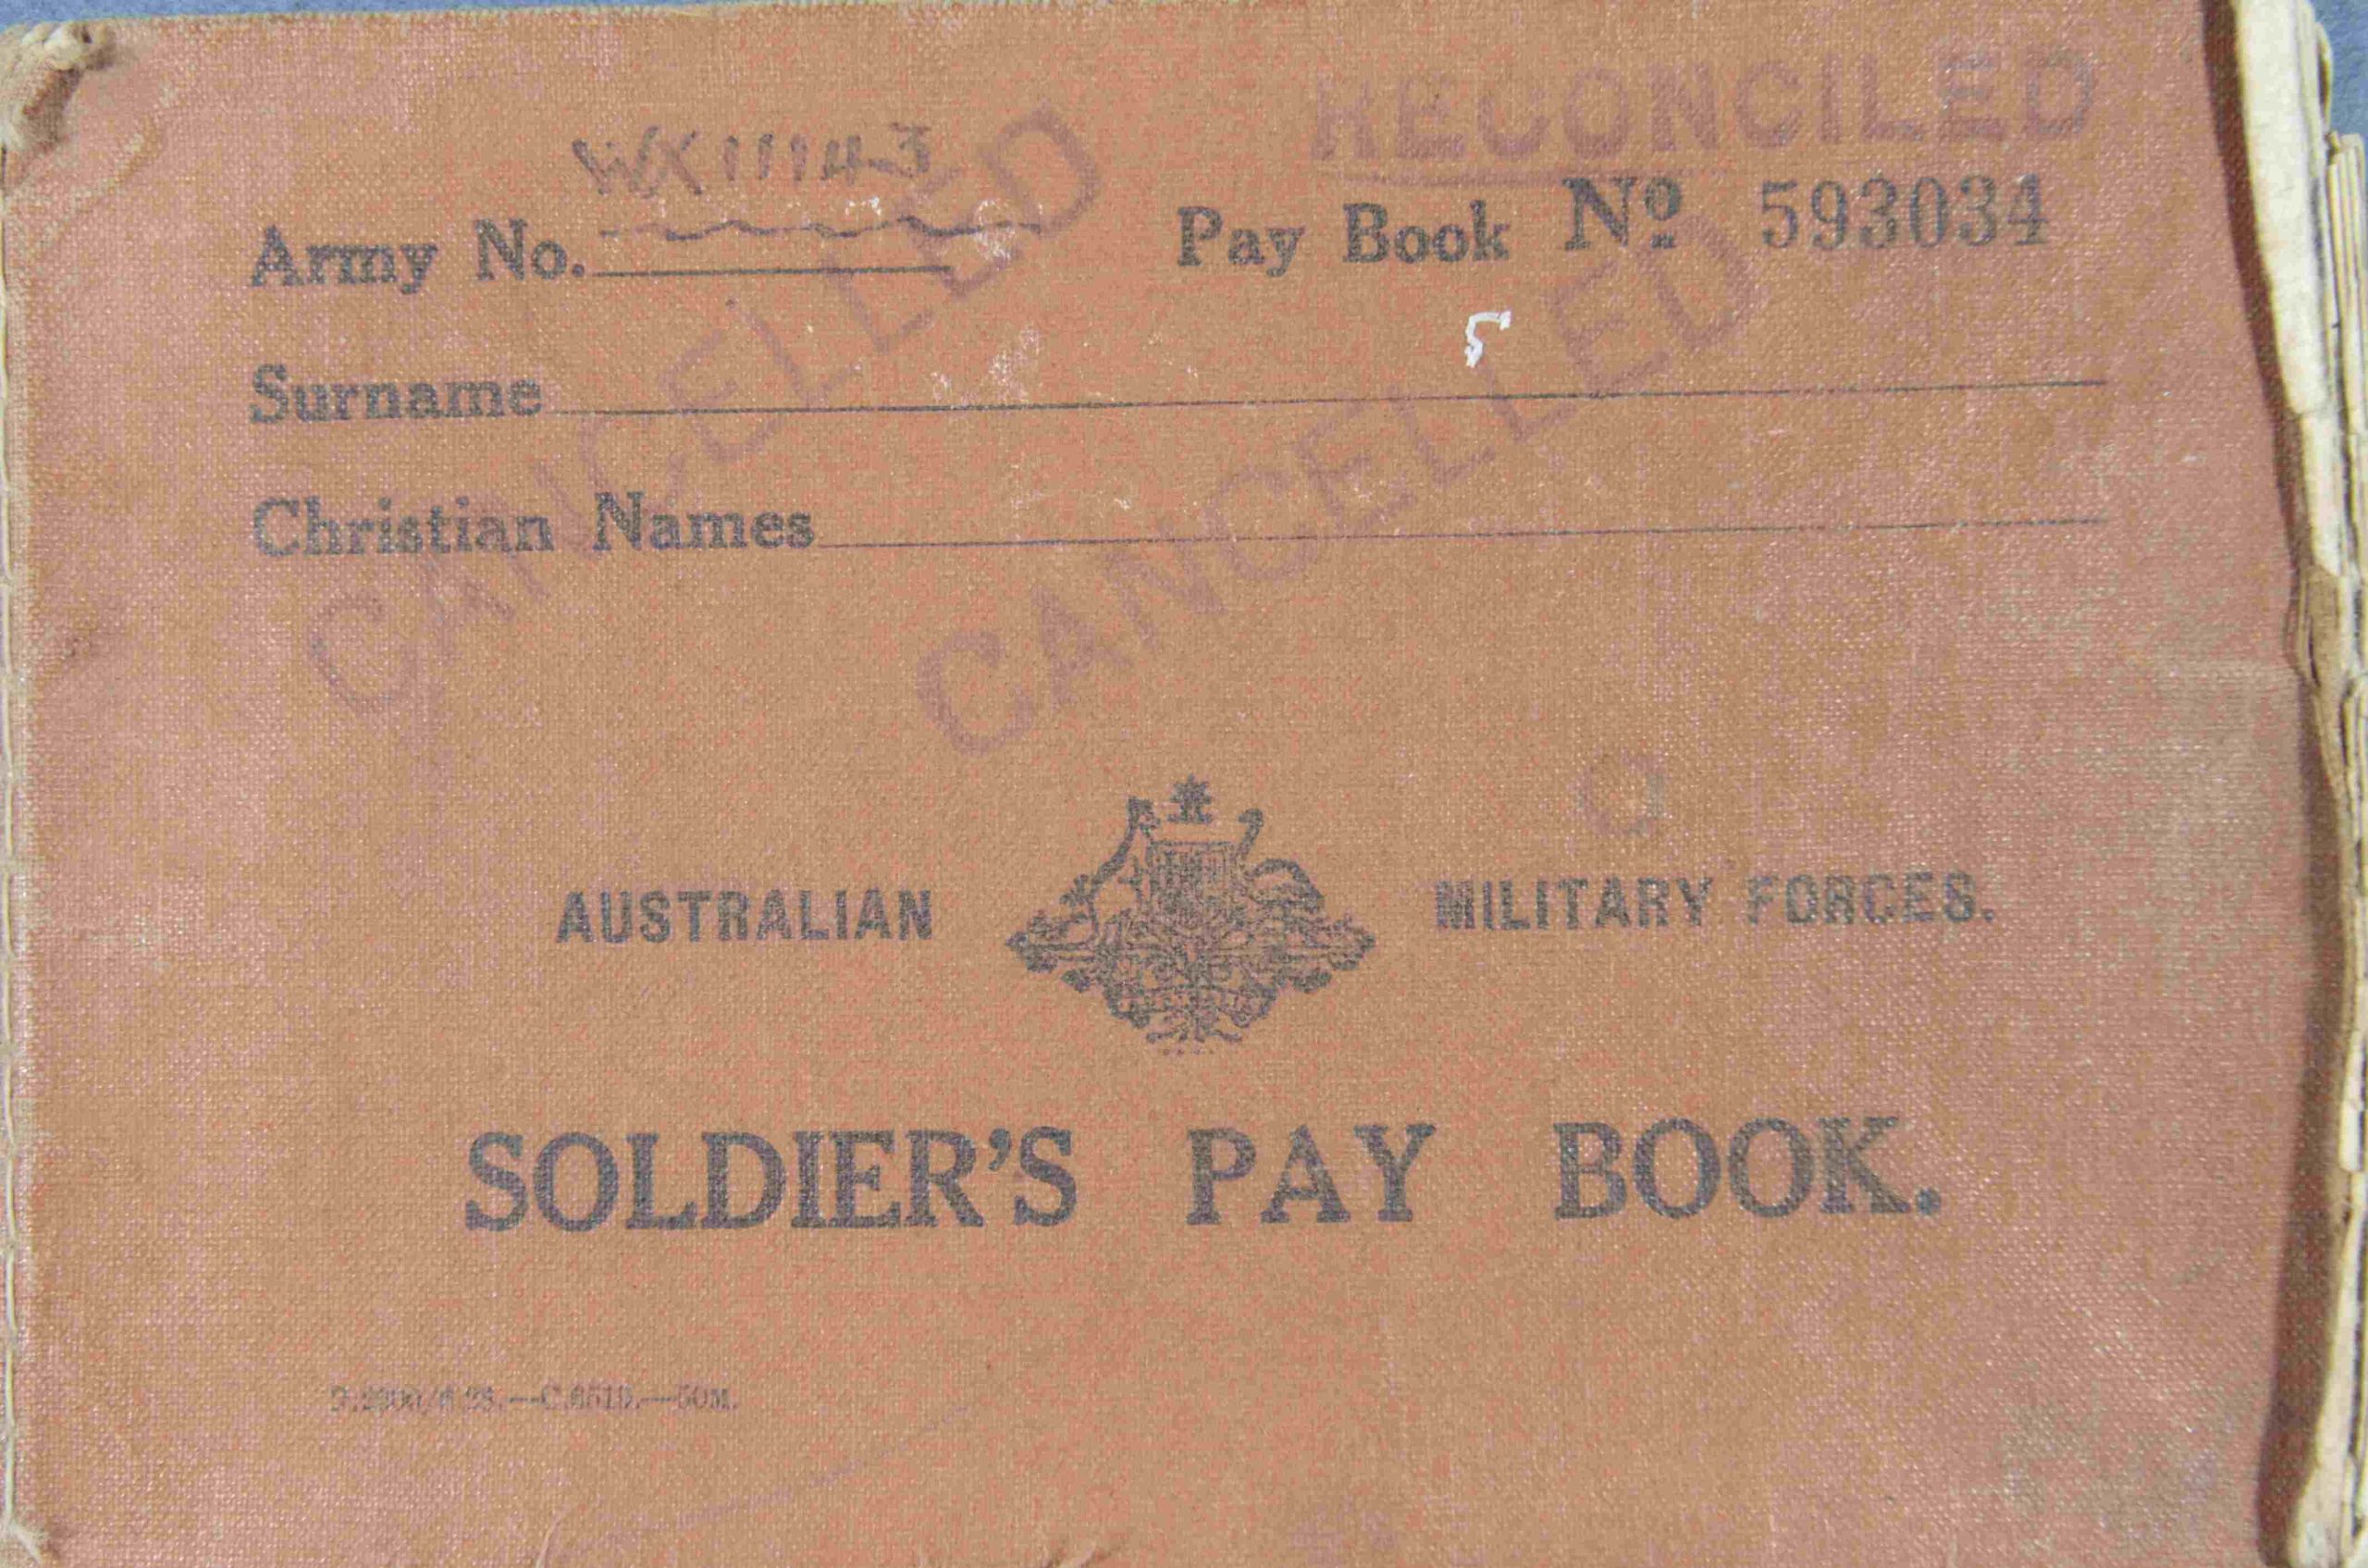 RECONCILED
WX11143
Army No. Pay Book No 593034
Surname
Christian Names
CANCELLED
CANCELLED
AUSTRALIAN MILITARY FORCES.
SOLDIER'S PAY BOOK.